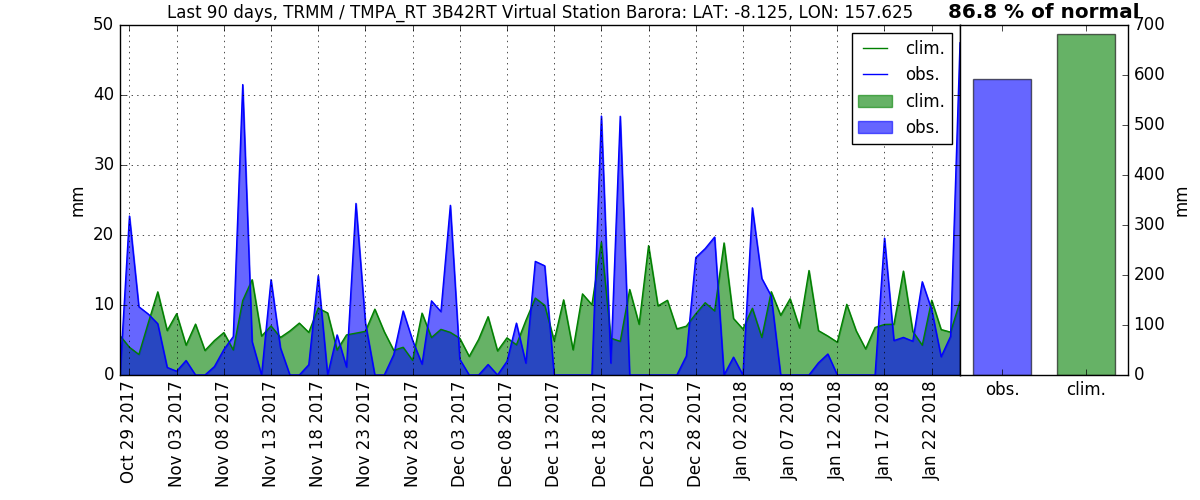 Last 90 days, TRMM / TMPA_RT 3B42RT Virtual Station Barora: LAT: -8.125, LON: 157.625
86.8 % of normal
50
40
30
20
10
0
mm
clim.
obs.
clim.
obs.
700
600
500
400
300
200
100
0
mm
obs.
clim.
Oct 29 2017
Nov 03 2017
Nov 08 2017
Nov 13 2017
Nov 18 2017
Nov 23 2017
Nov 28 2017
Dec 03 2017
Dec 08 2017
Dec 13 2017
Dec 18 2017
Dec 23 2017
Dec 28 2017
Jan 02 2018
Jan 07 2018
Jan 12 2018
Jan 17 2018
Jan 22 2018